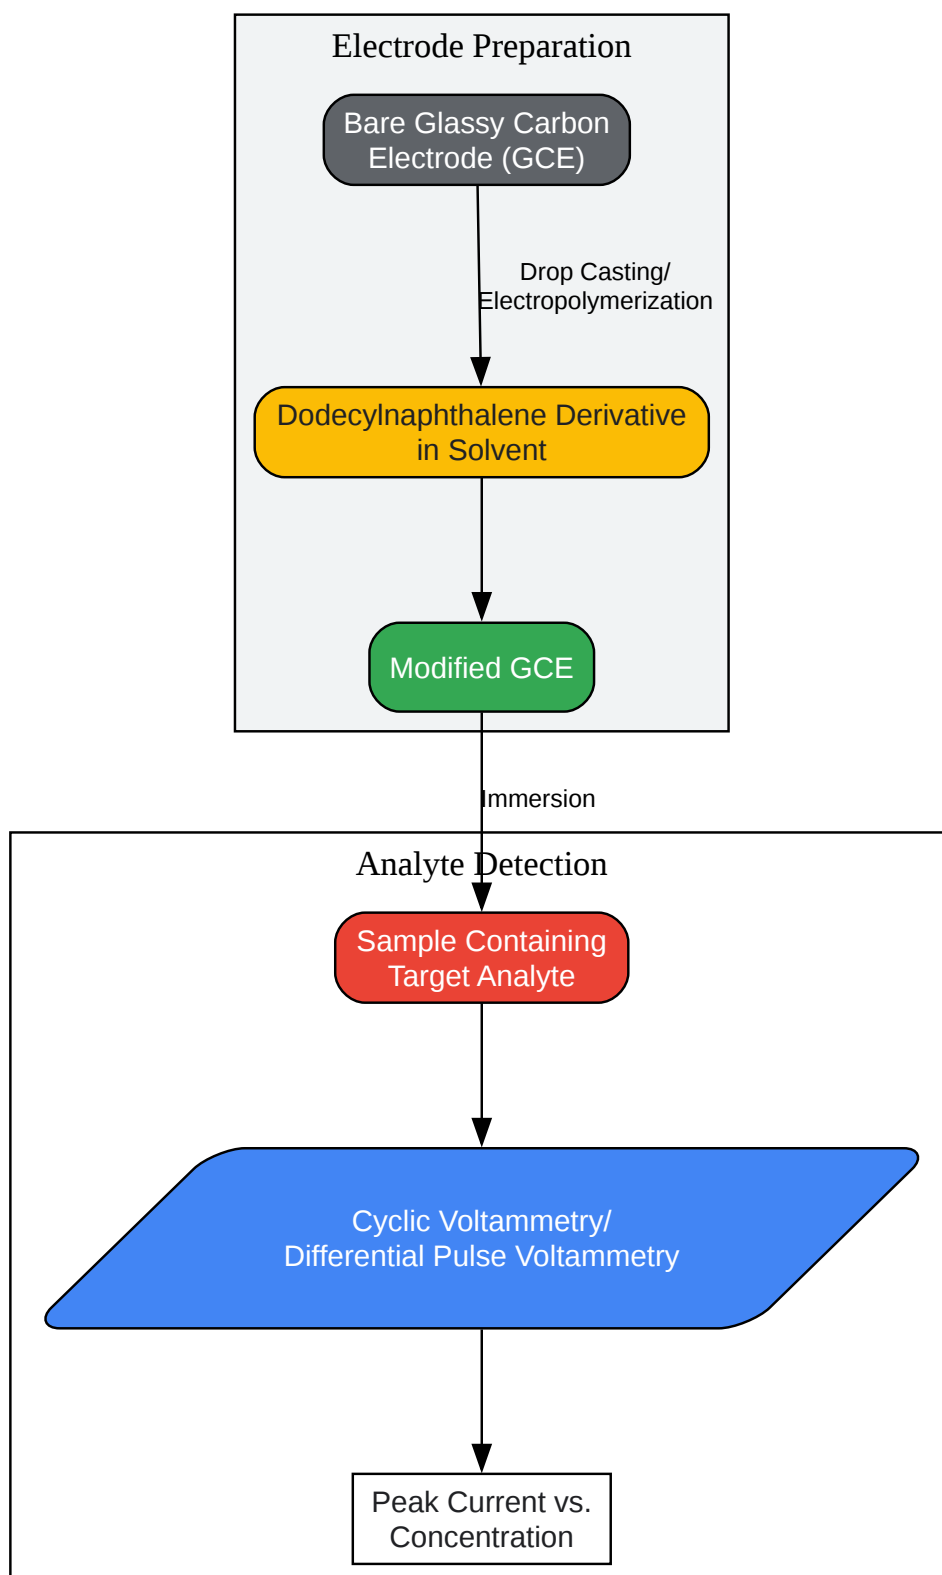 Electrode Preparation
Bare Glassy Carbon
Electrode (GCE)
Drop Casting/
Electropolymerization
Dodecylnaphthalene Derivative
in Solvent
Modified GCE
Immersion
Analyte Detection
Sample Containing
Target Analyte
Cyclic Voltammetry/
Differential Pulse Voltammetry
Peak Current vs.
Concentration